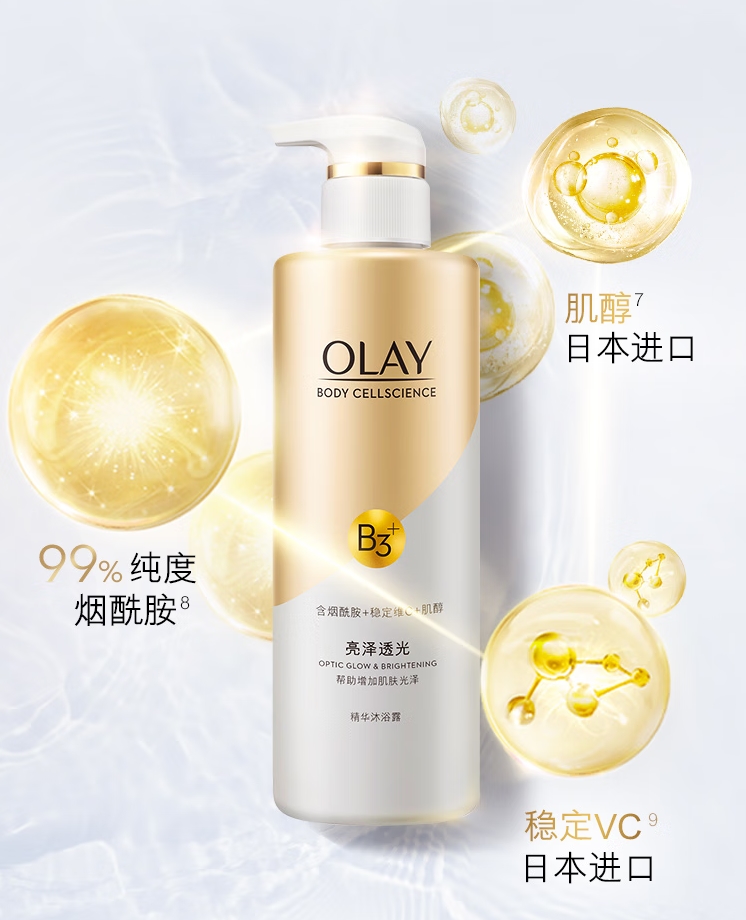 肌醇7
日本进口
OLAY
BODY CELLSCIENCE
B3+
99%纯度
烟酰胺8
含烟酰胺+稳定维C+肌醇
亮泽透光
OPTIC GLOW & BRIGHTENING
帮助增加肌肤光泽
精华沐浴露
稳定VC9
日本进口